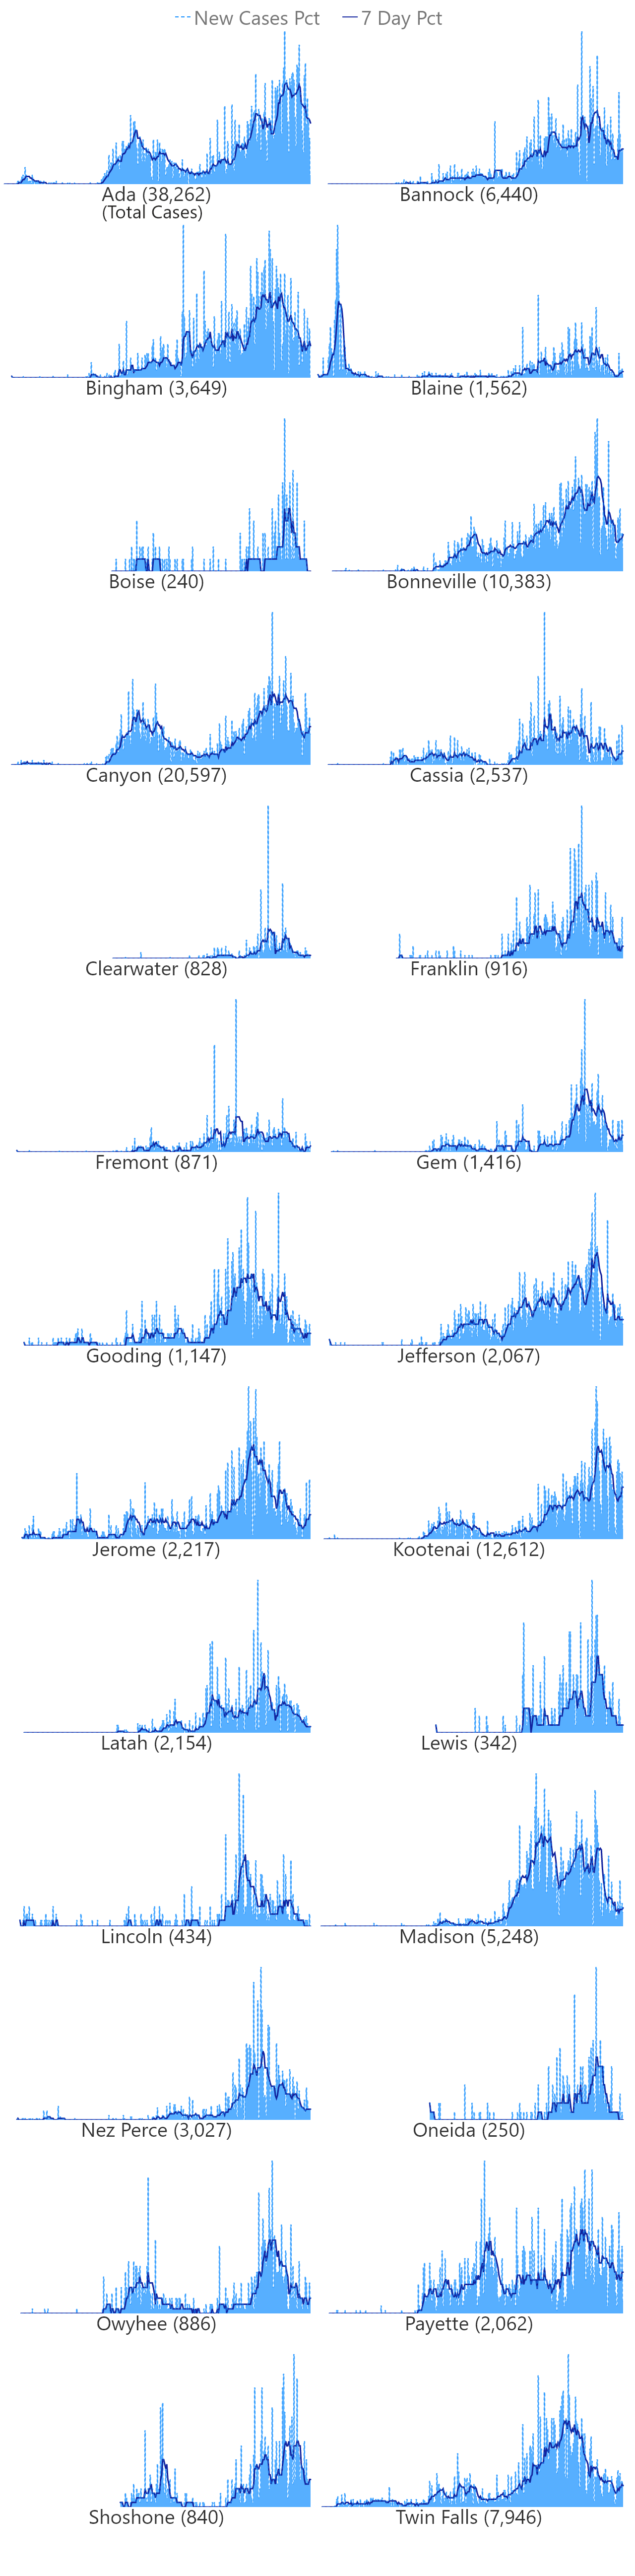 New Cases Pct 7 Day Pct
Ada (38,262) Bannock (6,440)
(Total Cases)
Bingham (3,649) Blaine (1,562)
Boise (240) Bonneville (10,383)
Canyon (20,597) Cassia (2,537)
Clearwater (828) Franklin (916)
Fremont (871) Gem (1,416)
Gooding (1,147) Jefferson (2,067)
Jerome (2,217) Kootenai (12,612)
Latah (2,154) Lewis (342)
Lincoln (434) Madison (5,248)
Nez Perce (3,027) Oneida (250)
Owyhee (886) Payette (2,062)
Shoshone (840) Twin Falls (7,946)